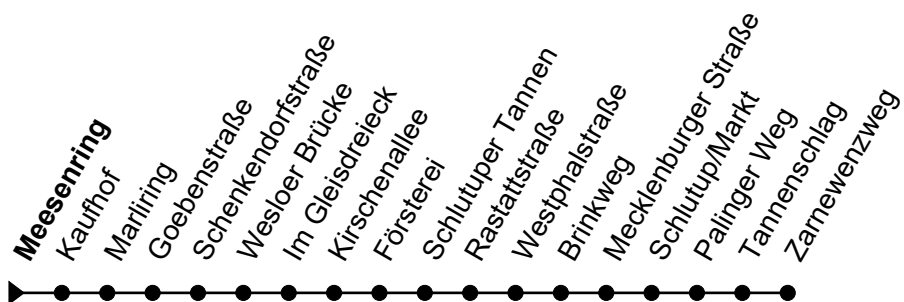 Meesenring
Kaufhof
Marliring
Goebenstraße
Schenkendorfstraße
Wesloer Brücke
Im Gleisdreieck
Kirschenallee
Försterei
Schlutuper Tannen
Rastattstraße
Westphalstraße
Brinkweg
Mecklenburger Straße
Schlutup/Markt
Palinger Weg
Tannenschlag
Zarnewenzweg